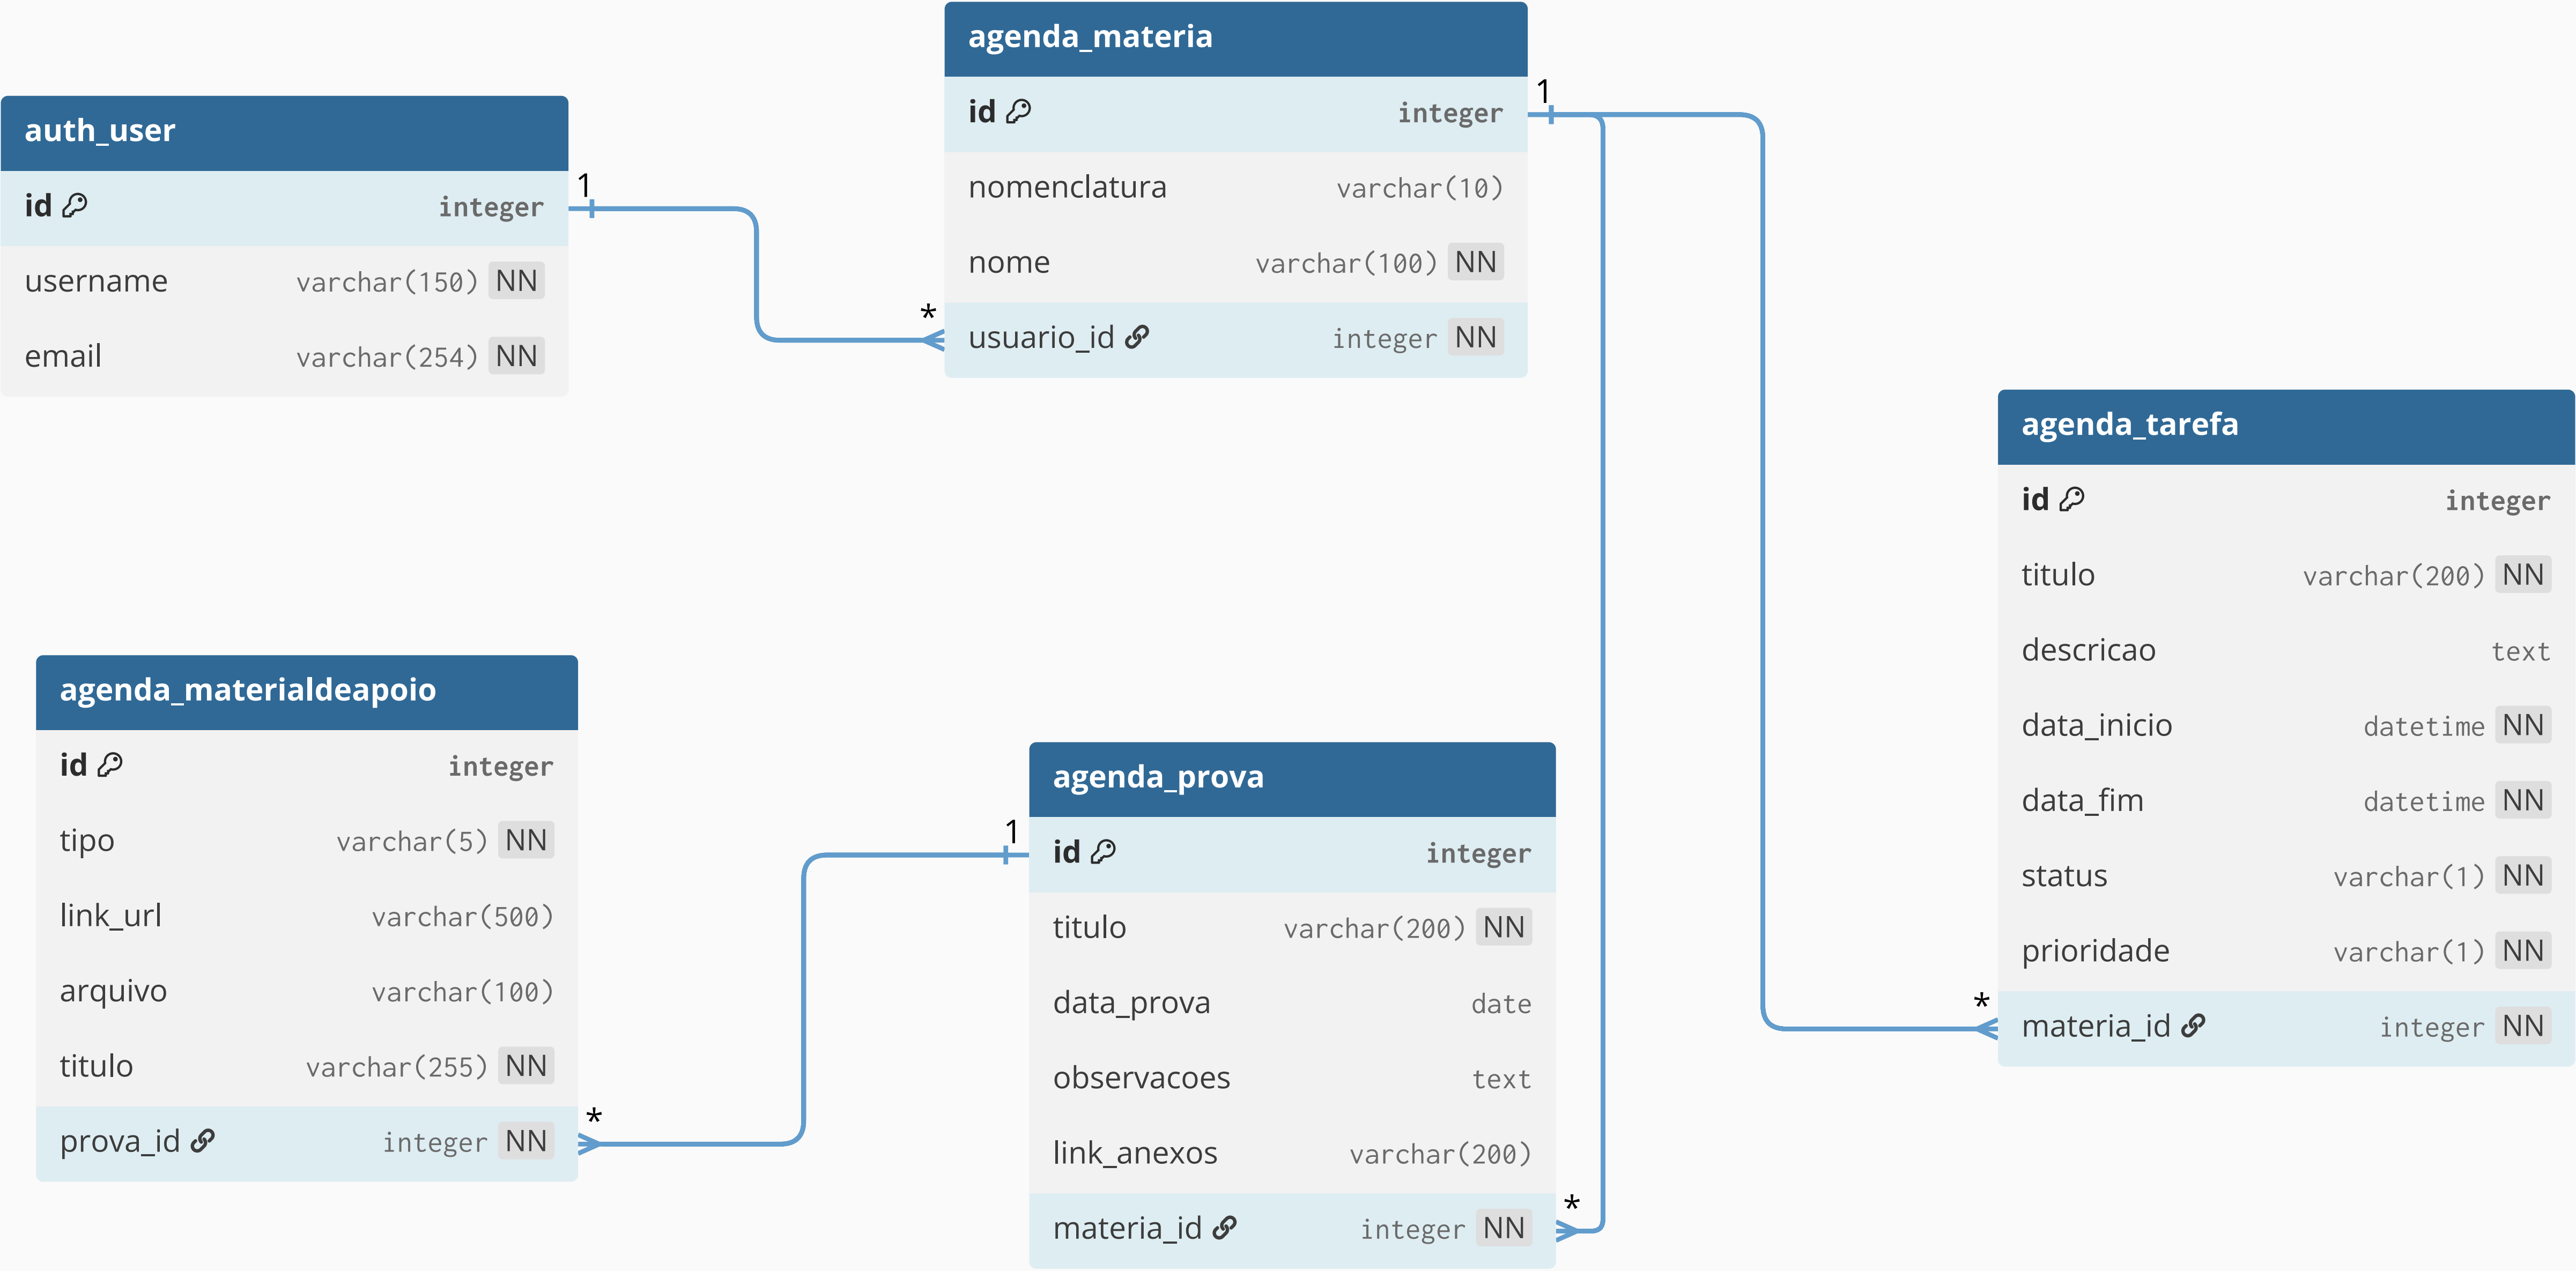 auth_user
id integer
username varchar(150) NN
email varchar(254) NN
1
*
agenda_materia
id integer
nomenclatura varchar(10)
nome varchar(100) NN
usuario_id integer NN
1
agenda_tarefa
id integer
titulo varchar(200) NN
descricao text
data_inicio datetime NN
data_fim datetime NN
status varchar(1) NN
prioridade varchar(1) NN
materia_id integer NN
*
agenda_materialdeapoio
id integer
tipo varchar(5) NN
link_url varchar(500)
arquivo varchar(100)
titulo varchar(255) NN
prova_id integer NN
*
1
agenda_prova
id integer
titulo varchar(200) NN
data_prova date
observacoes text
link_anexos varchar(200)
materia_id integer NN
*